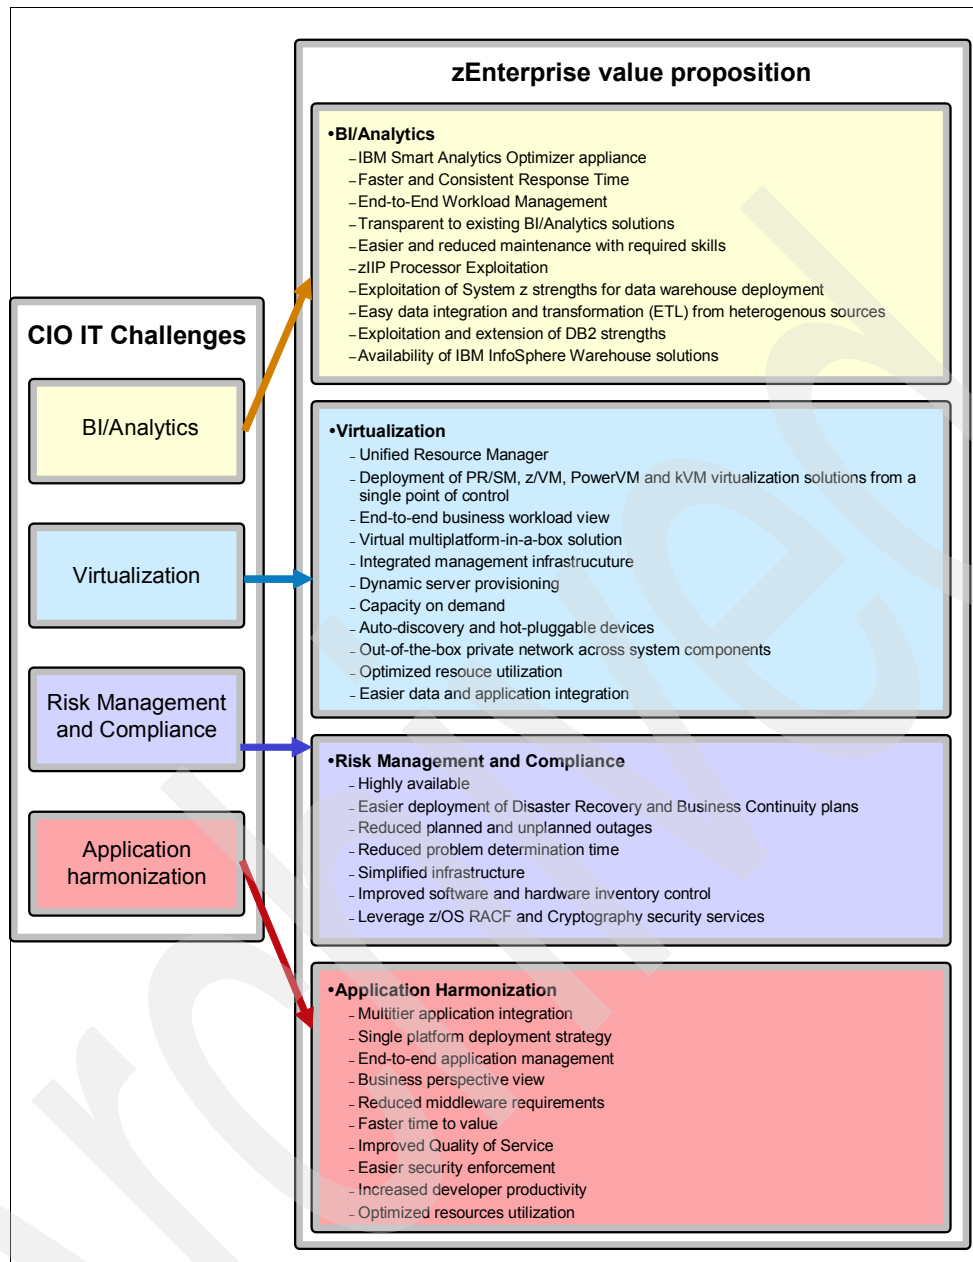 CIO IT Challenges
BI/Analytics
Virtualization
Risk Management
and Compliance
Application
harmonization
zEnterprise value proposition
•BI/Analytics
–IBM Smart Analytics Optimizer appliance
–Faster and Consistent Response Time
–End-to-End Workload Management
–Transparent to existing BI/Analytics solutions
–Easier and reduced maintenance with required skills
–zIIP Processor Exploitation
–Exploitation of System z strengths for data warehouse deployment
–Easy data integration and transformation (ETL) from heterogenous sources
–Exploitation and extension of DB2 strengths
–Availability of IBM InfoSphere Warehouse solutions
•Virtualization
– Unified Resource Manager
– Deployment of PR/SM, z/VM, PowerVM and kVM virtualization solutions from a
single point of control
– End-to-end business workload view
– Virtual multiplatform-in-a-box solution
– Integrated management infrastrucuture
– Dynamic server provisioning
– Capacity on demand
– Auto-discovery and hot-pluggable devices
– Out-of-the-box private network across system components
– Optimized resouce utilization
– Easier data and application integration
•Risk Management and Compliance
– Highly available
– Easier deployment of Disaster Recovery and Business Continuity plans
– Reduced planned and unplanned outages
– Reduced problem determination time
– Simplified infrastructure
– Improved software and hardware inventory control
– Leverage z/OS RACF and Cryptography security services
•Application Harmonization
– Multitier application integration
– Single platform deployment strategy
– End-to-end application management
– Business perspective view
– Reduced middleware requirements
– Faster time to value
– Improved Quality of Service
– Easier security enforcement
– Increased developer productivity
– Optimized resources utilization
Archived